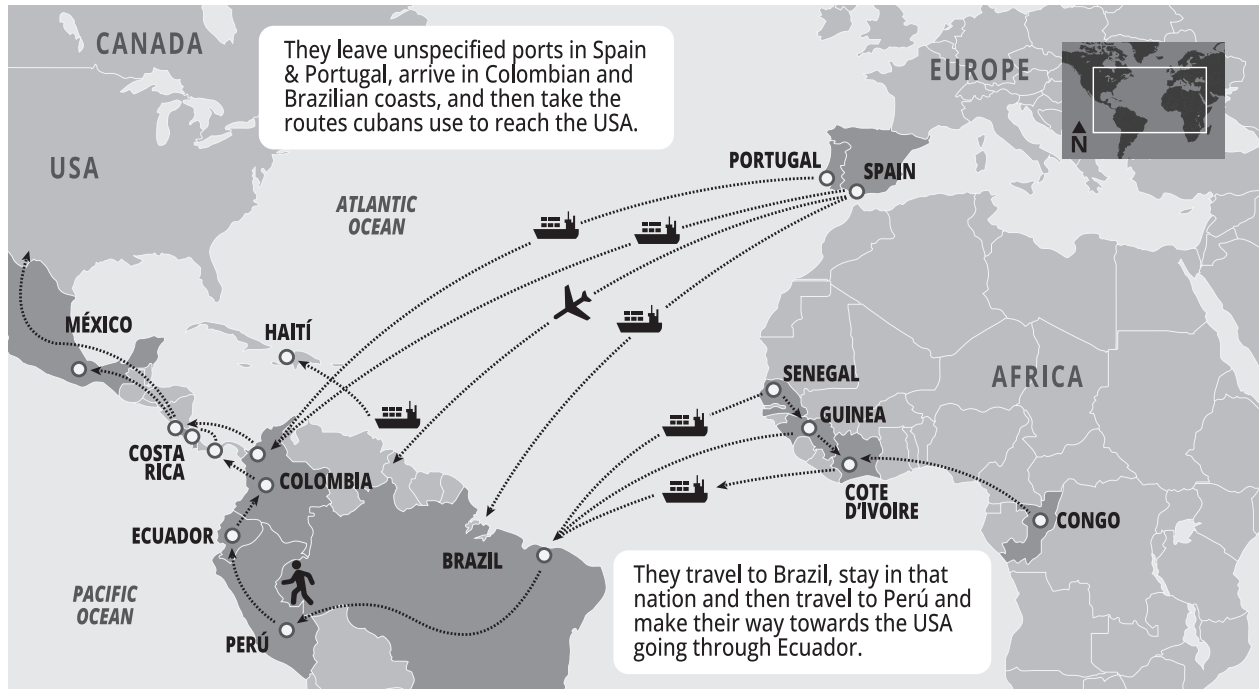 CANADA
They leave unspecified ports in Spain
& Portugal, arrive in Colombian and
Brazilian coasts, and then take the
routes cubans use to reach the USA.
EUROPE
N
USA
PORTUGAL
SPAIN
ATLANTIC
OCEAN
MÉXICO
HAITÍ
AFRICA
SENEGAL
GUINEA
COSTA
RICA
COLOMBIA
COTE
D'IVOIRE
CONGO
ECUADOR
BRAZIL
PACIFIC
OCEAN
PERÚ
They travel to Brazil, stay in that
nation and then travel to Perú and
make their way towards the USA
going through Ecuador.